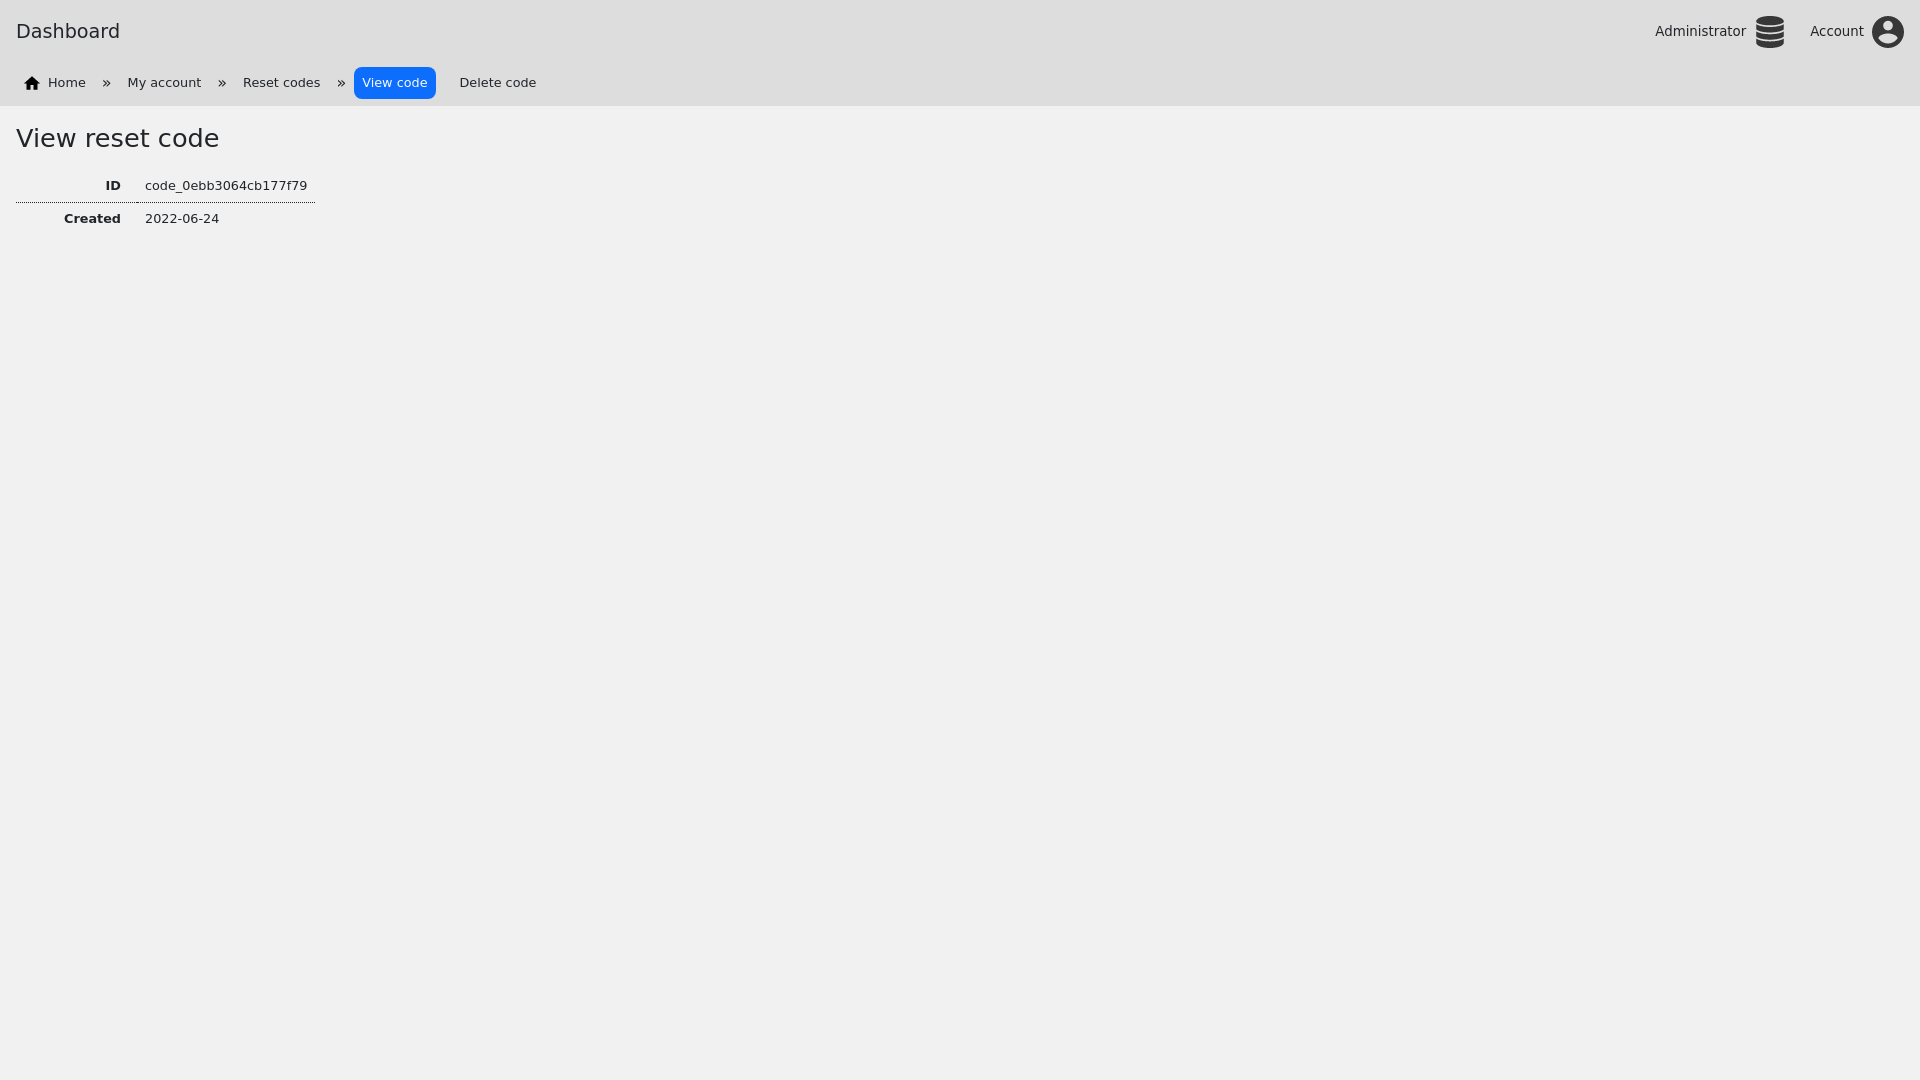 Dashboard
Administrator
Account
Home » My account » Reset codes » View code Delete code
View reset code
ID code_0ebb3064cb177f79
Created 2022-06-24